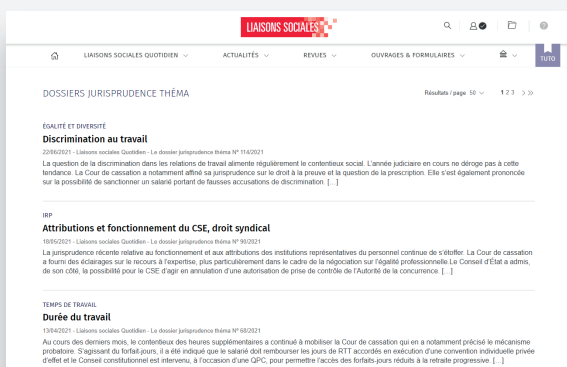 LIAISONS SOCIALES
LIAISONS SOCIALES QUOTIDIEN
ACTUALITÉS
REVUES
OUVRAGES & FORMULAIRES
TUTO
DOSSIERS JURISPRUDENCE THÉMA
Résultats / page 50
1 2 3 > >>
ÉGALITÉ ET DIVERSITÉ
Discrimination au travail
22/06/2021 - Liaisons sociales Quotidien - Le dossier jurisprudence théma N° 114/2021
La question de la discrimination dans les relations de travail alimente régulièrement le contentieux social. L'année judiciaire en cours ne déroge pas à cette
tendance. La Cour de cassation a notamment affiné sa jurisprudence sur le droit à la preuve et la question de la prescription. Elle s'est également prononcée
sur la possibilité de sanctionner un salarié portant de fausses accusations de discrimination. [...]
IRP
Attributions et fonctionnement du CSE, droit syndical
18/05/2021 - Liaisons sociales Quotidien - Le dossier jurisprudence théma N° 90/2021
La jurisprudence récente relative au fonctionnement et aux attributions des institutions représentatives du personnel continue de s'étoffer. La Cour de cassation
a fourni des éclairages sur le recours à l'expertise, plus particulièrement dans le cadre de la négociation sur l'égalité professionnelle.Le Conseil d'État a admis,
de son côté, la possibilité pour le CSE d'agir en annulation d'une autorisation de prise de contrôle de l'Autorité de la concurrence. [...]
TEMPS DE TRAVAIL
Durée du travail
13/04/2021 - Liaisons sociales Quotidien - Le dossier jurisprudence théma N° 68/2021
Au cours des derniers mois, le contentieux des heures supplémentaires a continué à mobiliser la Cour de cassation qui en a notamment précisé le mécanisme
probatoire. S'agissant du forfait-jours, il a été indiqué que le salarié doit rembourser les jours de RTT accordés en exécution d'une convention individuelle privée
d'effet et le Conseil constitutionnel est intervenu, à l'occasion d'une QPC, pour permettre l'accès des forfaits-jours réduits à la retraite progressive. [...]